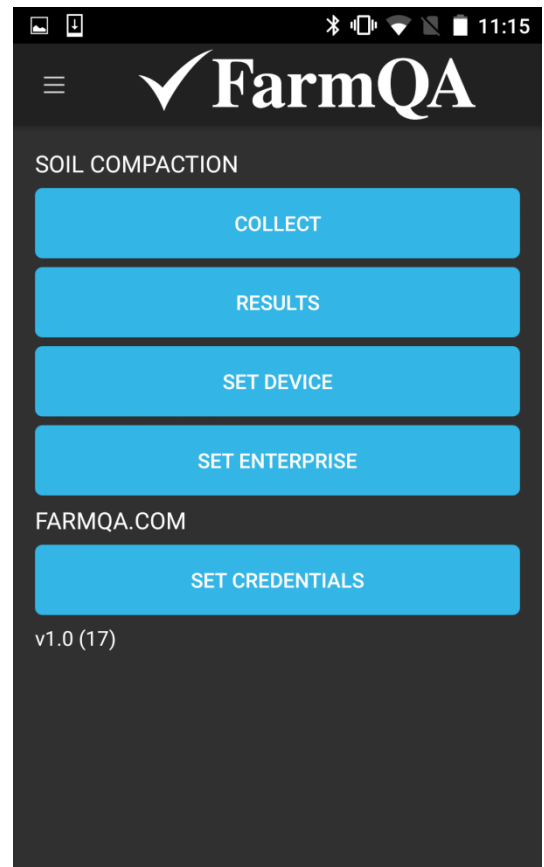 11:15
FarmQA
SOIL COMPACTION
COLLECT
RESULTS
SET DEVICE
SET ENTERPRISE
FARMQA.COM
SET CREDENTIALS
v1.0 (17)